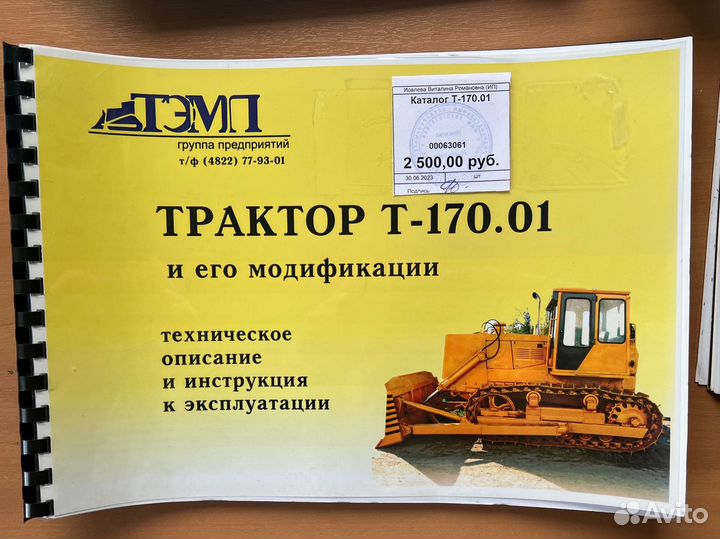 ТЭМП
группа предприятий
т/ф (4822) 77-93-01
Иовлева Виталина Романовна (ИП)
Каталог Т-170.01
00063061
2 500,00 руб.
30.06.2023 шт
Подпись
ТРАКТОР Т-170.01
и его модификации
техническое
описание
и инструкция
к эксплуатации
Avito